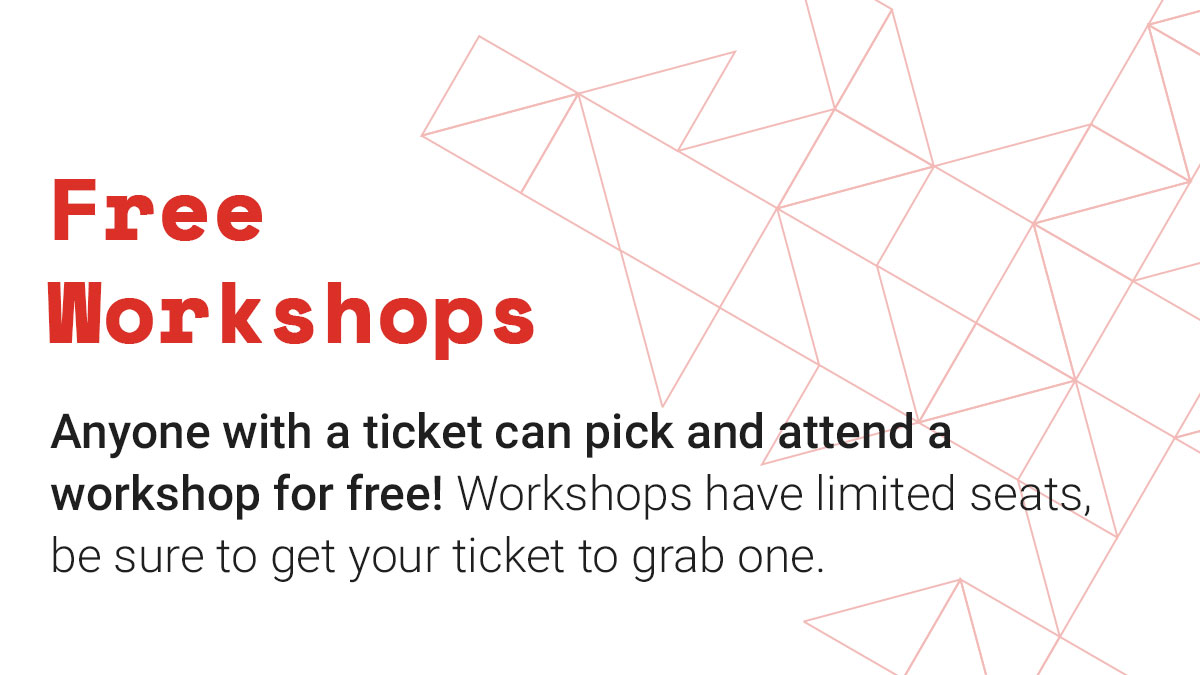 Free
Workshops
Anyone with a ticket can pick and attend a
workshop for free! Workshops have limited seats,
be sure to get your ticket to grab one.